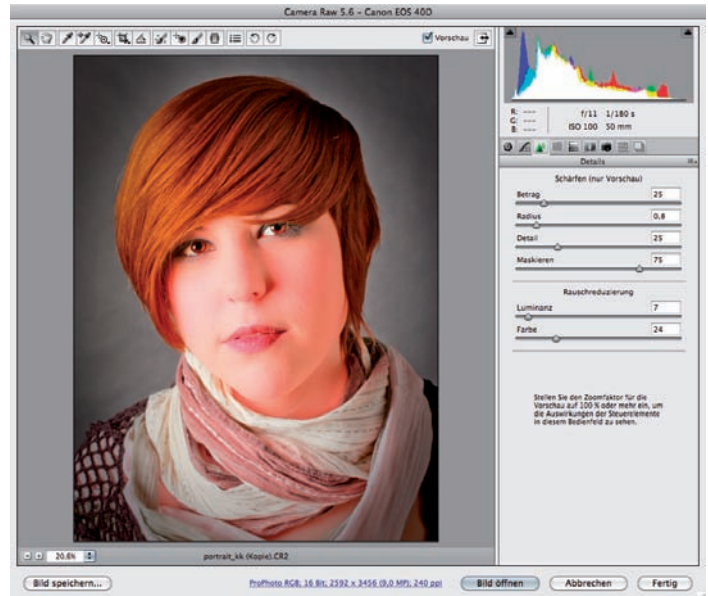 Camera Raw 5.6 – Canon EOS 40D
Vorschau
R: ---
G: ---
B: ---
f/11 1/180 s
ISO 100 50 mm
Details
Schärfen (nur Vorschau)
Betrag 25
Radius 0,8
Detail 25
Maskieren 75
Rauschreduzierung
Luminanz 7
Farbe 24
Stellen Sie den Zoomfaktor für die
Vorschau auf 100 % oder mehr ein, um
die Auswirkungen der Steuerelemente
in diesem Bedienfeld zu sehen.
20,6%
portrait_kk (Kopie).CR2
Bild speichern...
ProPhoto RGB; 16 Bit; 2592 x 3456 (9,0 MP); 240 ppi
Bild öffnen
Abbrechen
Fertig